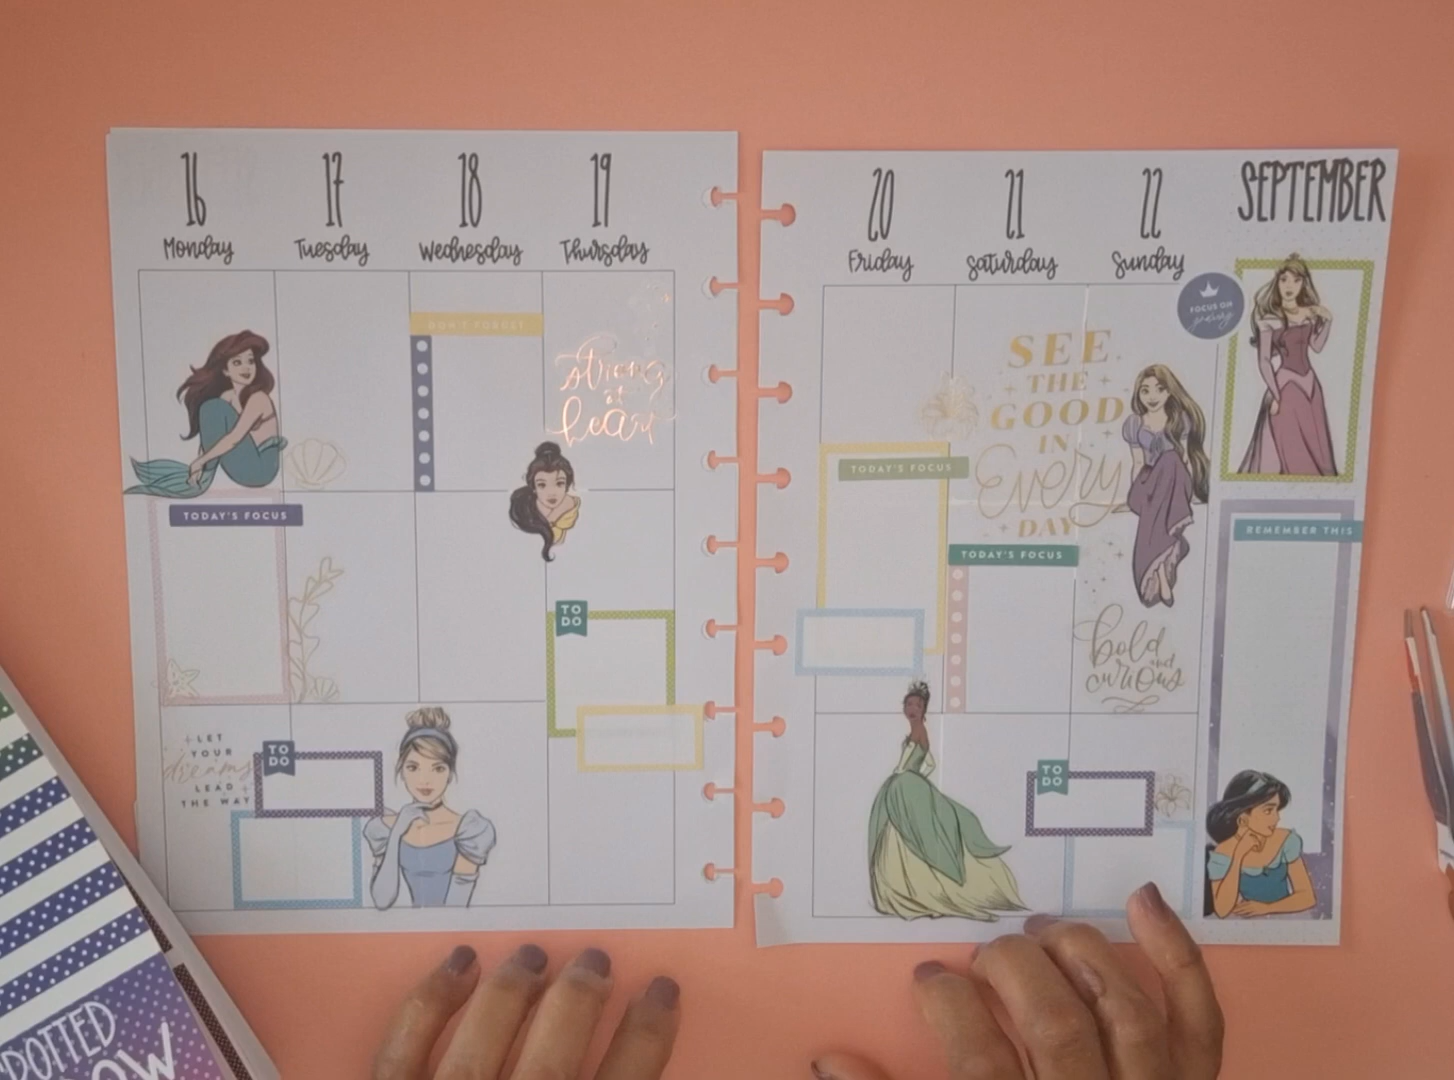 16
Monday
17
Tuesday
18
Wednesday
19
Thursday
DON'T FORGET
strong
at
heart
TODAY'S FOCUS
TO
DO
LET
YOUR
dreams
LEAD
THE WAY
TO
DO
20
Friday
21
Saturday
22
Sunday
SEPTEMBER
FOCUS ON
SEE
THE
GOOD
IN
Every
DAY
TODAY'S FOCUS
TODAY'S FOCUS
REMEMBER THIS
bold
and
curious
TO
DO
DOTTED